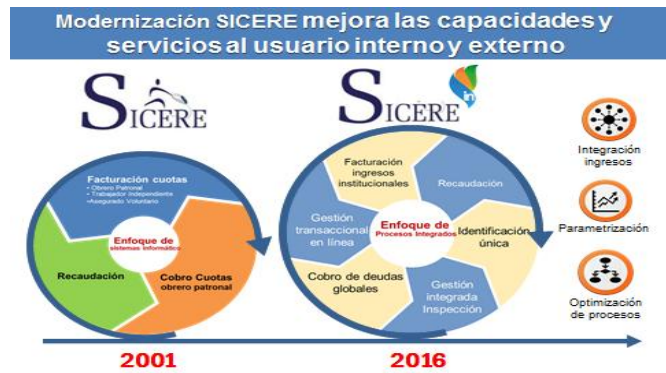 Modernización SICERE mejora las capacidades y
servicios al usuario interno y externo
SICERE
SICERE
in
Facturación cuotas
• Obrero Patronal
• Trabajador Independiente
•Asegurado Voluntario
Enfoque de
sistemas informático
Recaudación
Cobro Cuotas
obrero patronal
Facturación
ingresos
institucionales
Recaudación
Gestión
transaccional
en línea
Enfoque de
Procesos Integrados
Identificación
única
Cobro de deudas
globales
Gestión
integrada
Inspección
Integración
ingresos
Parametrización
Optimización
de procesos
2001
2016